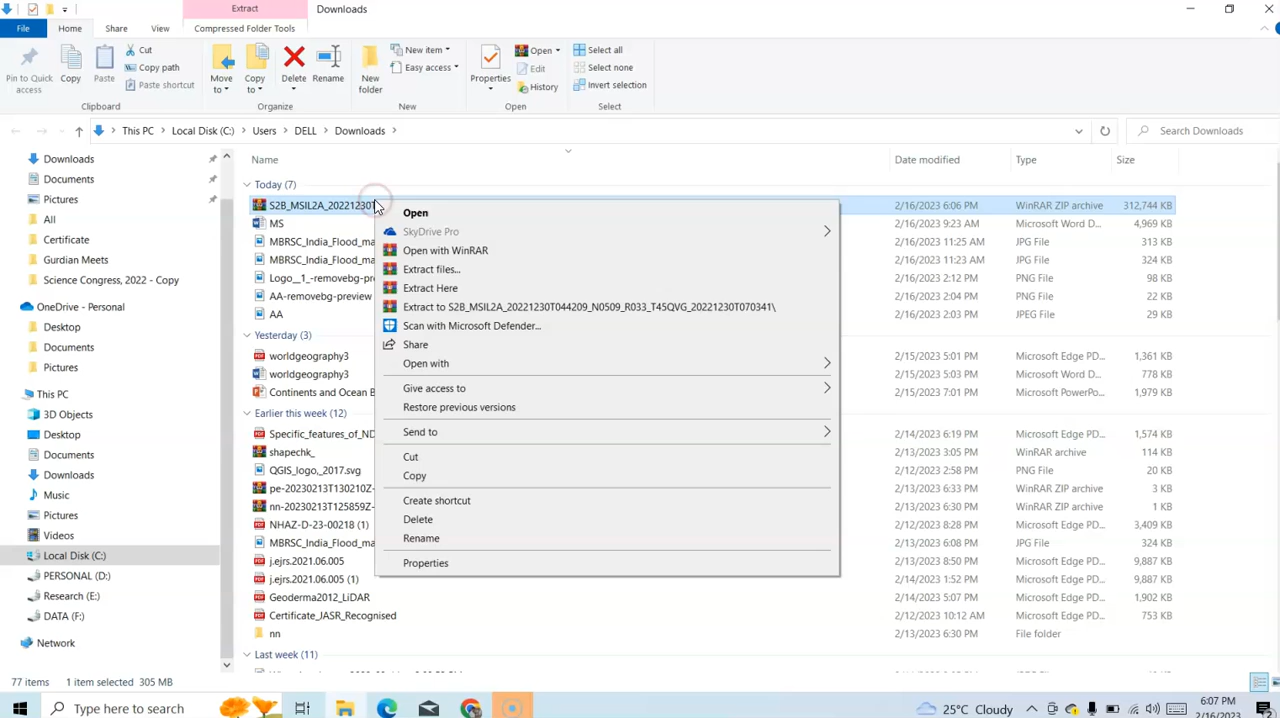 Extract
Downloads
File
Home
Share
View
Compressed Folder Tools
Pin to Quick access
Copy
Paste
Cut
Copy path
Paste shortcut
Move to
Copy to
Delete
Rename
New folder
New item
Easy access
Properties
Open
Edit
History
Select all
Select none
Invert selection
Clipboard
Organize
New
Open
Select
This PC
Local Disk (C:)
Users
DELL
Downloads
Search Downloads
Downloads
Documents
Pictures
All
Certificate
Gurdian Meets
Science Congress, 2022 - Copy
OneDrive - Personal
Desktop
Documents
Pictures
This PC
3D Objects
Desktop
Documents
Downloads
Music
Pictures
Videos
Local Disk (C:)
PERSONAL (D:)
Research (E:)
DATA (F:)
Network
Name Date modified Type Size
Today (7)
S2B_MSIL2A_20221230T 2/16/2023 6:06 PM WinRAR ZIP archive 312,744 KB
MS 2/16/2023 9:23 AM Microsoft Word D... 4,969 KB
MBRSC_India_Flood_ma 2/16/2023 11:25 AM JPG File 313 KB
MBRSC_India_Flood_ma 2/16/2023 11:23 AM JPG File 324 KB
Logo__1_-removebg-pr 2/16/2023 2:12 PM PNG File 98 KB
AA-removebg-preview 2/16/2023 2:04 PM PNG File 22 KB
AA 2/16/2023 2:01 PM JPEG File 31 KB
Yesterday (3)
worldgeography3 2/15/2023 5:01 PM Microsoft Edge PD... 1,361 KB
worldgeography3 2/15/2023 5:01 PM Microsoft Word D... 778 KB
Continents and Ocean B 2/15/2023 7:01 PM Microsoft PowerPo... 1,979 KB
Earlier this week (12)
Specific_features_of_ND 2/14/2023 6:19 PM Microsoft Edge PD... 1,574 KB
shapechk_ 2/13/2023 3:05 PM WinRAR archive 114 KB
QGIS_logo,_2017.svg 2/12/2023 2:58 PM PNG File 20 KB
pe-20230213T130210Z- 2/13/2023 6:33 PM WinRAR ZIP archive 3 KB
nn-20230213T125859Z- 2/13/2023 6:30 PM WinRAR ZIP archive 1 KB
NHAZ-D-23-00218 (1) 2/12/2023 8:28 PM Microsoft Edge PD... 3,409 KB
MBRSC_India_Flood_ma 2/13/2023 6:10 PM JPG File 324 KB
j.ejrs.2021.06.005 2/13/2023 8:50 PM Microsoft Edge PD... 9,887 KB
j.ejrs.2021.06.005 (1) 2/14/2023 1:52 PM Microsoft Edge PD... 9,887 KB
Geoderma2012_LiDAR 2/14/2023 5:07 PM Microsoft Edge PD... 1,902 KB
Certificate_JASR_Recognised 2/12/2023 10:12 AM Microsoft Edge PD... 753 KB
nn 2/13/2023 6:30 PM File folder
Last week (11)
Open
SkyDrive Pro
Open with WinRAR
Extract files...
Extract Here
Extract to S2B_MSIL2A_20221230T044209_N0509_R033_T45QVG_20221230T070341\
Scan with Microsoft Defender...
Share
Open with
Give access to
Restore previous versions
Send to
Cut
Copy
Create shortcut
Delete
Rename
Properties
77 items 1 item selected 305 MB
Type here to search
25°C Cloudy
6:07 PM
2/16/2023